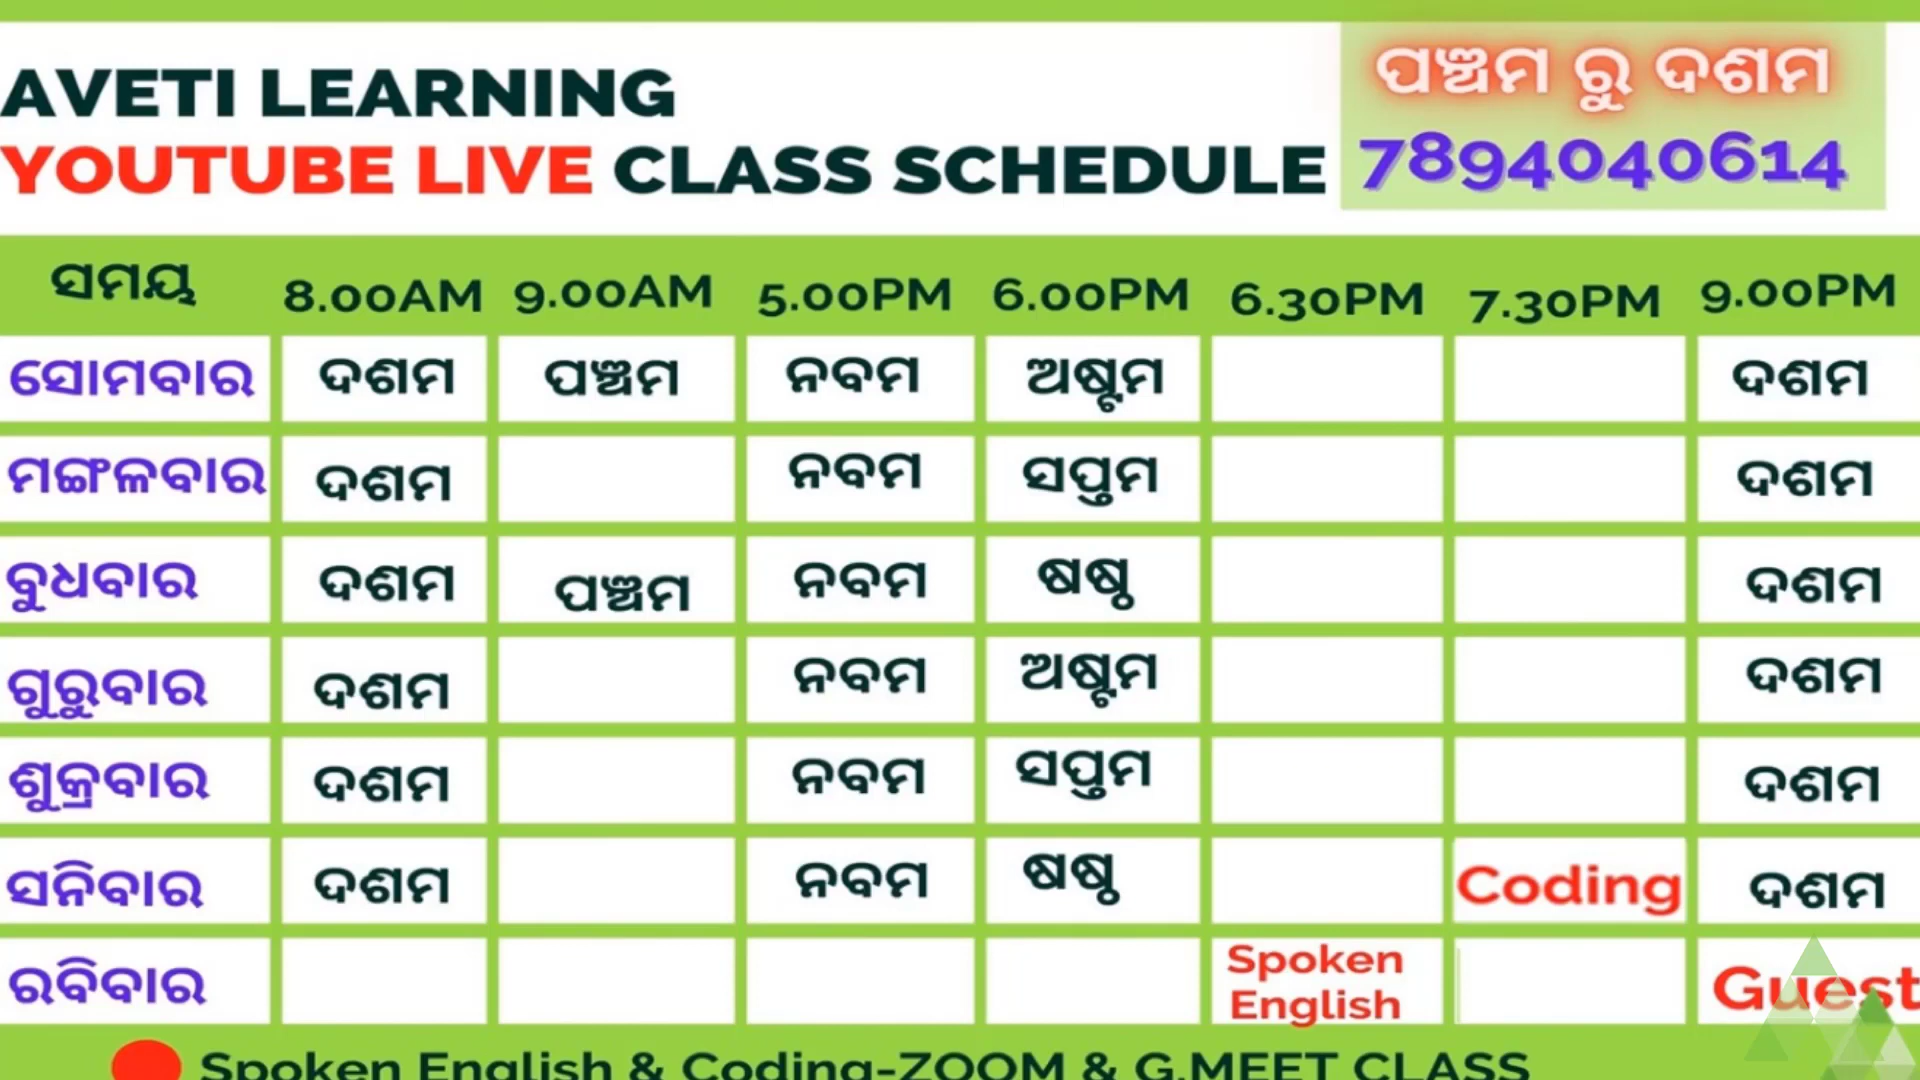 AVETI LEARNING
YOUTUBE LIVE CLASS SCHEDULE
ପଞ୍ଚମ ରୁ ଦଶମ
7894040614
ସମୟ 8.00AM 9.00AM 5.00PM 6.00PM 6.30PM 7.30PM 9.00PM
ସୋମବାର ଦଶମ ପଞ୍ଚମ ନବମ ଅଷ୍ଟମ ଦଶମ
ମଙ୍ଗଳବାର ଦଶମ ନବମ ସପ୍ତମ ଦଶମ
ବୁଧବାର ଦଶମ ପଞ୍ଚମ ନବମ ଷଷ୍ଠ ଦଶମ
ଗୁରୁବାର ଦଶମ ନବମ ଅଷ୍ଟମ ଦଶମ
ଶୁକ୍ରବାର ଦଶମ ନବମ ସପ୍ତମ ଦଶମ
ସନିବାର ଦଶମ ନବମ ଷଷ୍ଠ Coding ଦଶମ
ରବିବାର Spoken English Guest
Spoken English & Coding-ZOOM & G.MEET CLASS